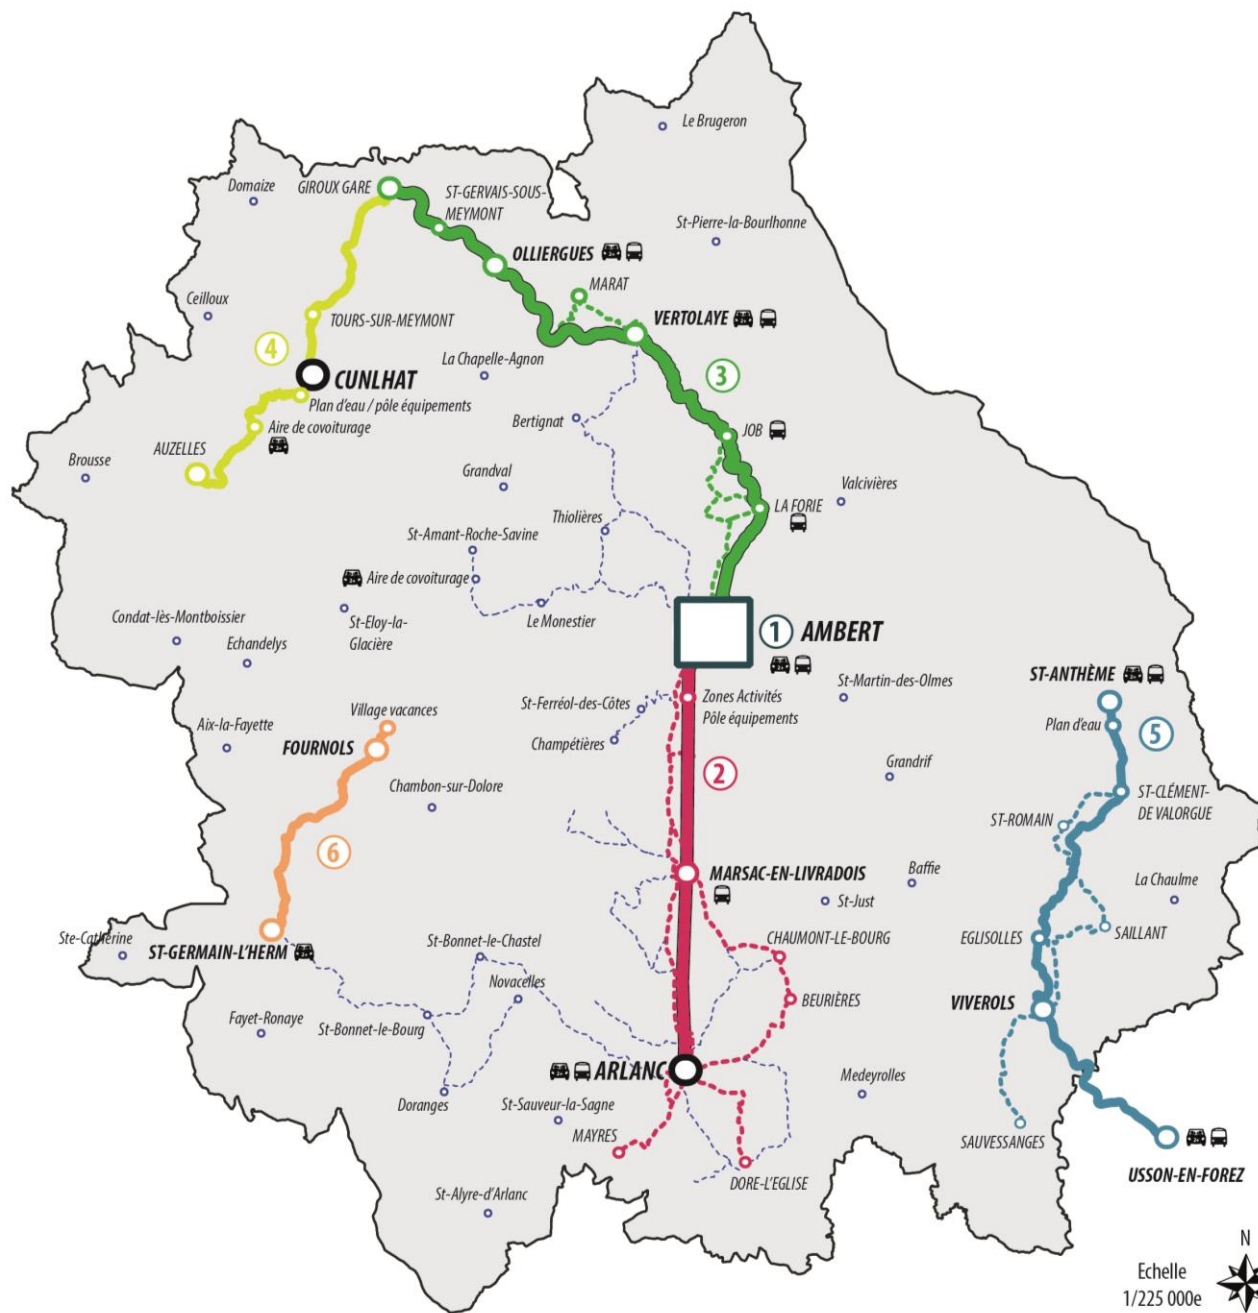 Le Brugeron
Domaize
GIROUX GARE
ST-GERVAIS-SOUS-
MEYMONT
St-Pierre-la-Bourlhonne
OLLIERGUES
MARAT
Ceilloux
TOURS-SUR-MEYMONT
VERTOLAYE
4
La Chapelle-Agnon
3
CUNLHAT
Plan d'eau / pôle équipements
Bertignat
Aire de covoiturage
JOB
AUZELLES
Brousse
Grandval
Valcivières
LA FORIE
Thiolières
St-Amant-Roche-Savine
Aire de covoiturage
Le Monestier
Condat-lès-Montboissier
St-Eloy-la-
Glacière
Echandelys
1
AMBERT
St-Ferréol-des-Côtes
Zones Activités
Pôle équipements
St-Martin-des-Olmes
ST-ANTHÈME
Village vacances
Plan d'eau
5
Aix-la-Fayette
FOURNOLS
Champétières
2
Grandrif
Chambon-sur-Dolore
ST-CLÉMENT-
DE VALORGUE
ST-ROMAIN
6
MARSAC-EN-LIVRADOIS
Baffie
La Chaulme
St-Just
Ste-Catherine
ST-GERMAIN-L'HERM
St-Bonnet-le-Chastel
CHAUMONT-LE-BOURG
EGLISOLLES
SAILLANT
Novacelles
BEURIÈRES
VIVEROLS
Fayet-Ronaye
St-Bonnet-le-Bourg
ARLANC
Doranges
St-Sauveur-la-Sagne
Medeyrolles
MAYRES
SAUVESSANGES
DORE-L'EGLISE
USSON-EN-FOREZ
St-Alyre-d'Arlanc
N
Echelle
1/225 000e